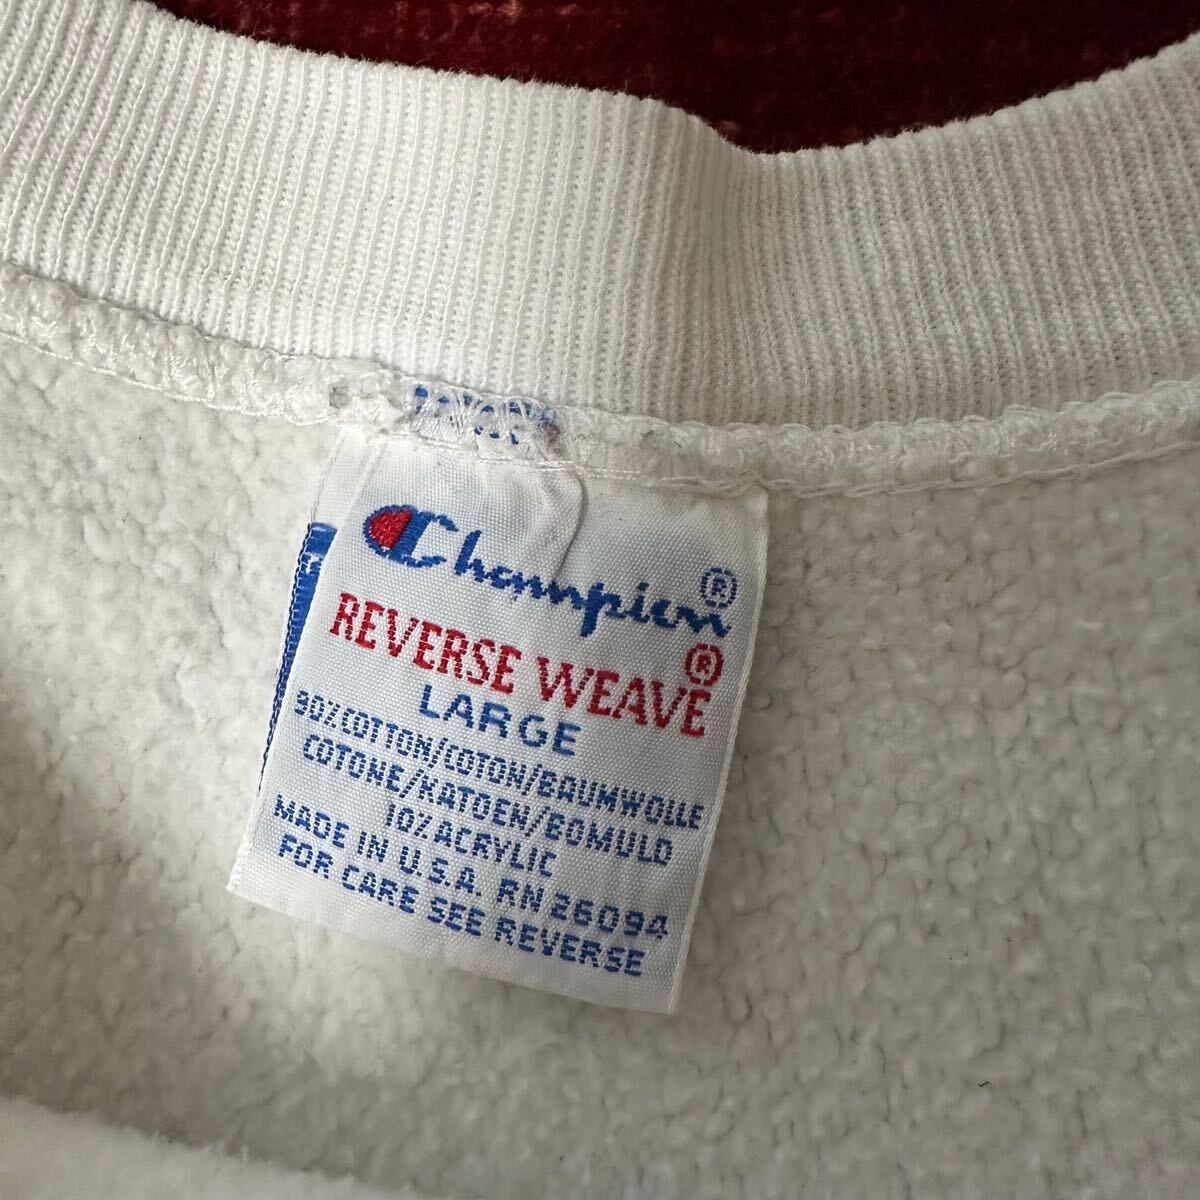 Champion®
REVERSE WEAVE®
LARGE
90% COTTON/COTON/BAUMWOLLE
COTONE/KATOEN/BOMULD
10% ACRYLIC
MADE IN U.S.A. RN 26094
FOR CARE SEE REVERSE